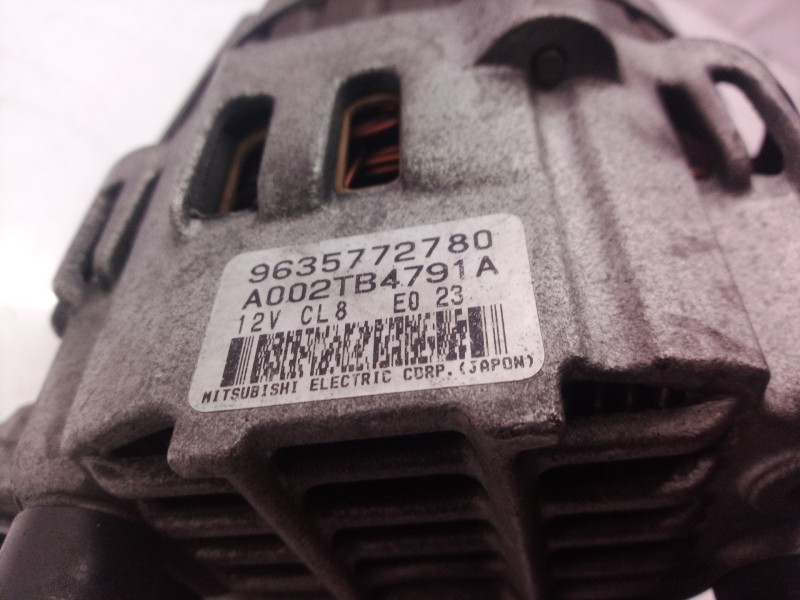 9635772780
A002TB4791A
12V CL8 E0 23
MITSUBISHI ELECTRIC CORP.(JAPON)